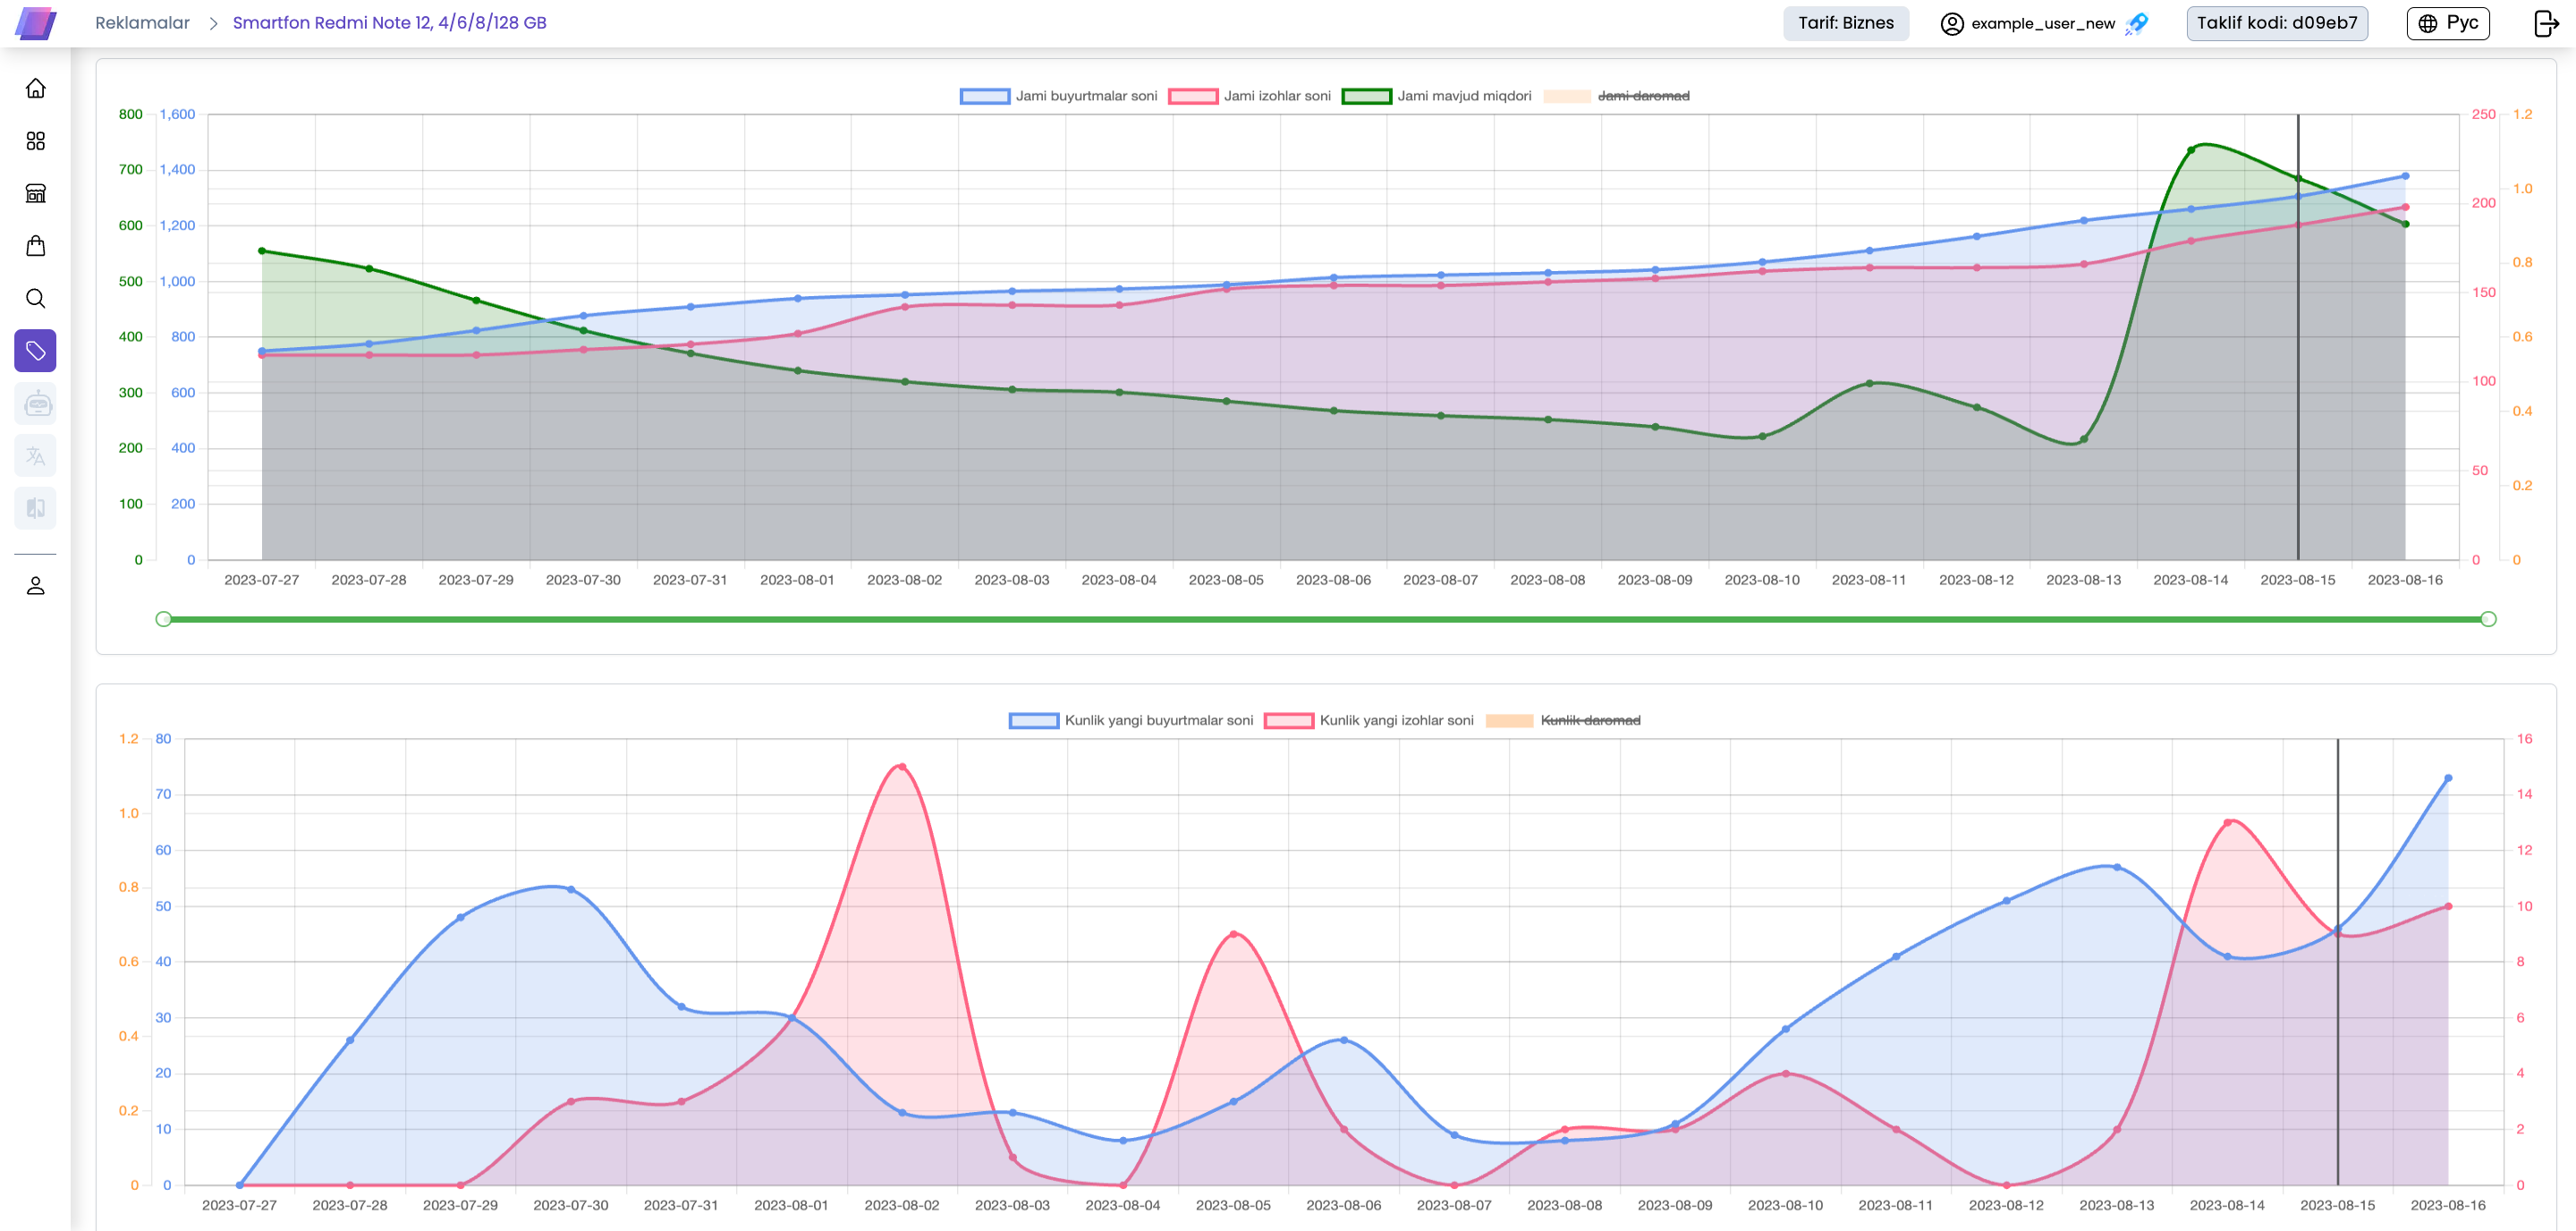 Reklamalar > Smartfon Redmi Note 12, 4/6/8/128 GB Tarif: Biznes example_user_new Taklif kodi: d09eb7 Рус
Jami buyurtmalar soni Jami izohlar soni Jami mavjud miqdori Jami daromad
800 1,600 250 1.2
700 1,400 1.0
600 1,200 200
500 1,000 0.8
150
400 800 0.6
300 600 100
0.4
200 400 50
100 200 0.2
0 0 0 0
2023-07-27 2023-07-28 2023-07-29 2023-07-30 2023-07-31 2023-08-01 2023-08-02 2023-08-03 2023-08-04 2023-08-05 2023-08-06 2023-08-07 2023-08-08 2023-08-09 2023-08-10 2023-08-11 2023-08-12 2023-08-13 2023-08-14 2023-08-15 2023-08-16
Kunlik yangi buyurtmalar soni Kunlik yangi izohlar soni Kunlik daromad
1.2 80 16
70 14
1.0
60 12
0.8
50 10
0.6 40 8
30 6
0.4
20 4
0.2
10 2
0 0 0
2023-07-27 2023-07-28 2023-07-29 2023-07-30 2023-07-31 2023-08-01 2023-08-02 2023-08-03 2023-08-04 2023-08-05 2023-08-06 2023-08-07 2023-08-08 2023-08-09 2023-08-10 2023-08-11 2023-08-12 2023-08-13 2023-08-14 2023-08-15 2023-08-16